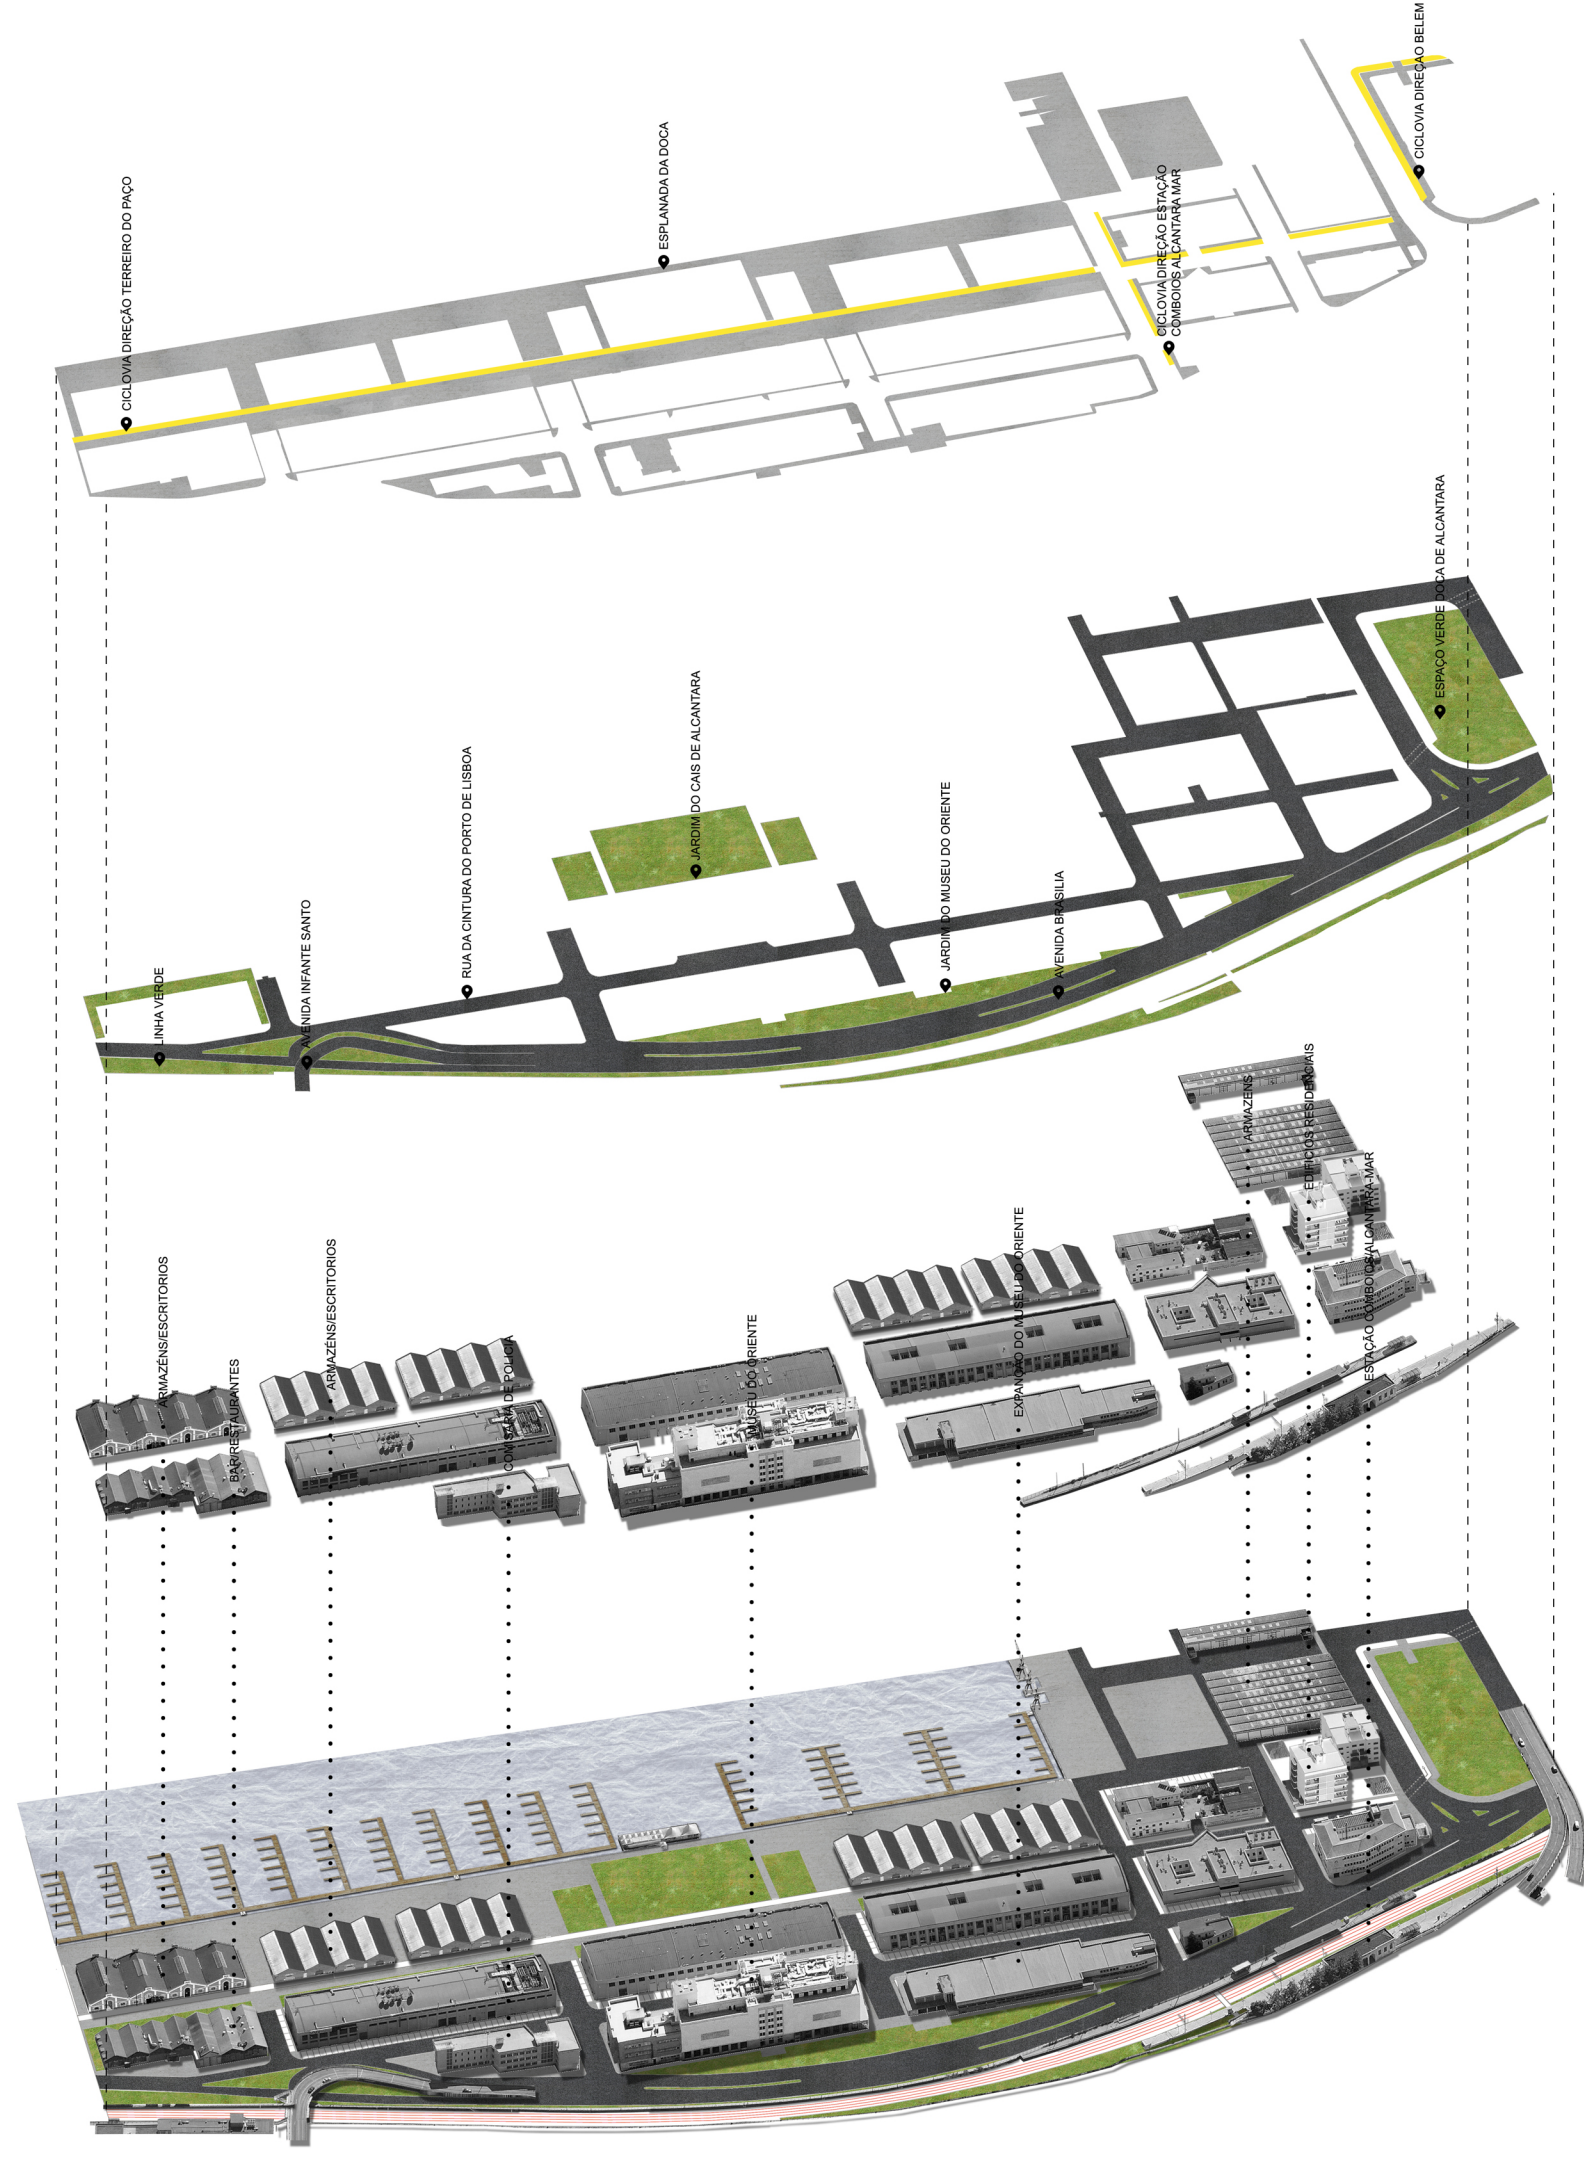 CICLOVIA DIREÇÃO TERREIRO DO PAÇO
ESPLANADA DA DOCA
CICLOVIA DIREÇÃO ESTAÇÃO
COMBOIOS ALCANTARA MAR
CICLOVIA DIREÇAO BELEM
LINHA VERDE
AVENIDA INFANTE SANTO
RUA DA CINTURA DO PORTO DE LISBOA
JARDIM DO CAIS DE ALCANTARA
JARDIM DO MUSEU DO ORIENTE
AVENIDA BRASILIA
ESPAÇO VERDE DOCA DE ALCANTARA
ARMAZÉNS/ESCRITORIOS
BAR/RESTAURANTES
ARMAZÉNS/ESCRITORIOS
COMISSARIA DE POLICIA
MUSEU DO ORIENTE
EXPANÇÃO DO MUSEU DO ORIENTE
ARMAZENS
EDIFICIOS RESIDENCIAIS
ESTAÇÃO COMBOIOS/ALCANTARA-MAR